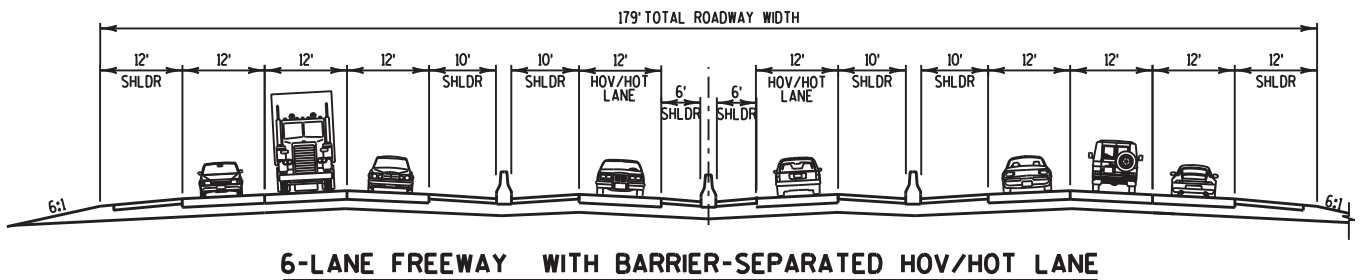 179' TOTAL ROADWAY WIDTH
12' 12' 12' 12' 10' 10' 12' 12' 10' 10' 12' 12' 12' 12'
SHLDR SHLDR SHLDR HOV/HOT LANE 6' SHLDR 6' SHLDR HOV/HOT LANE SHLDR SHLDR SHLDR
6:1 6:1
6-LANE FREEWAY WITH BARRIER-SEPARATED HOV/HOT LANE